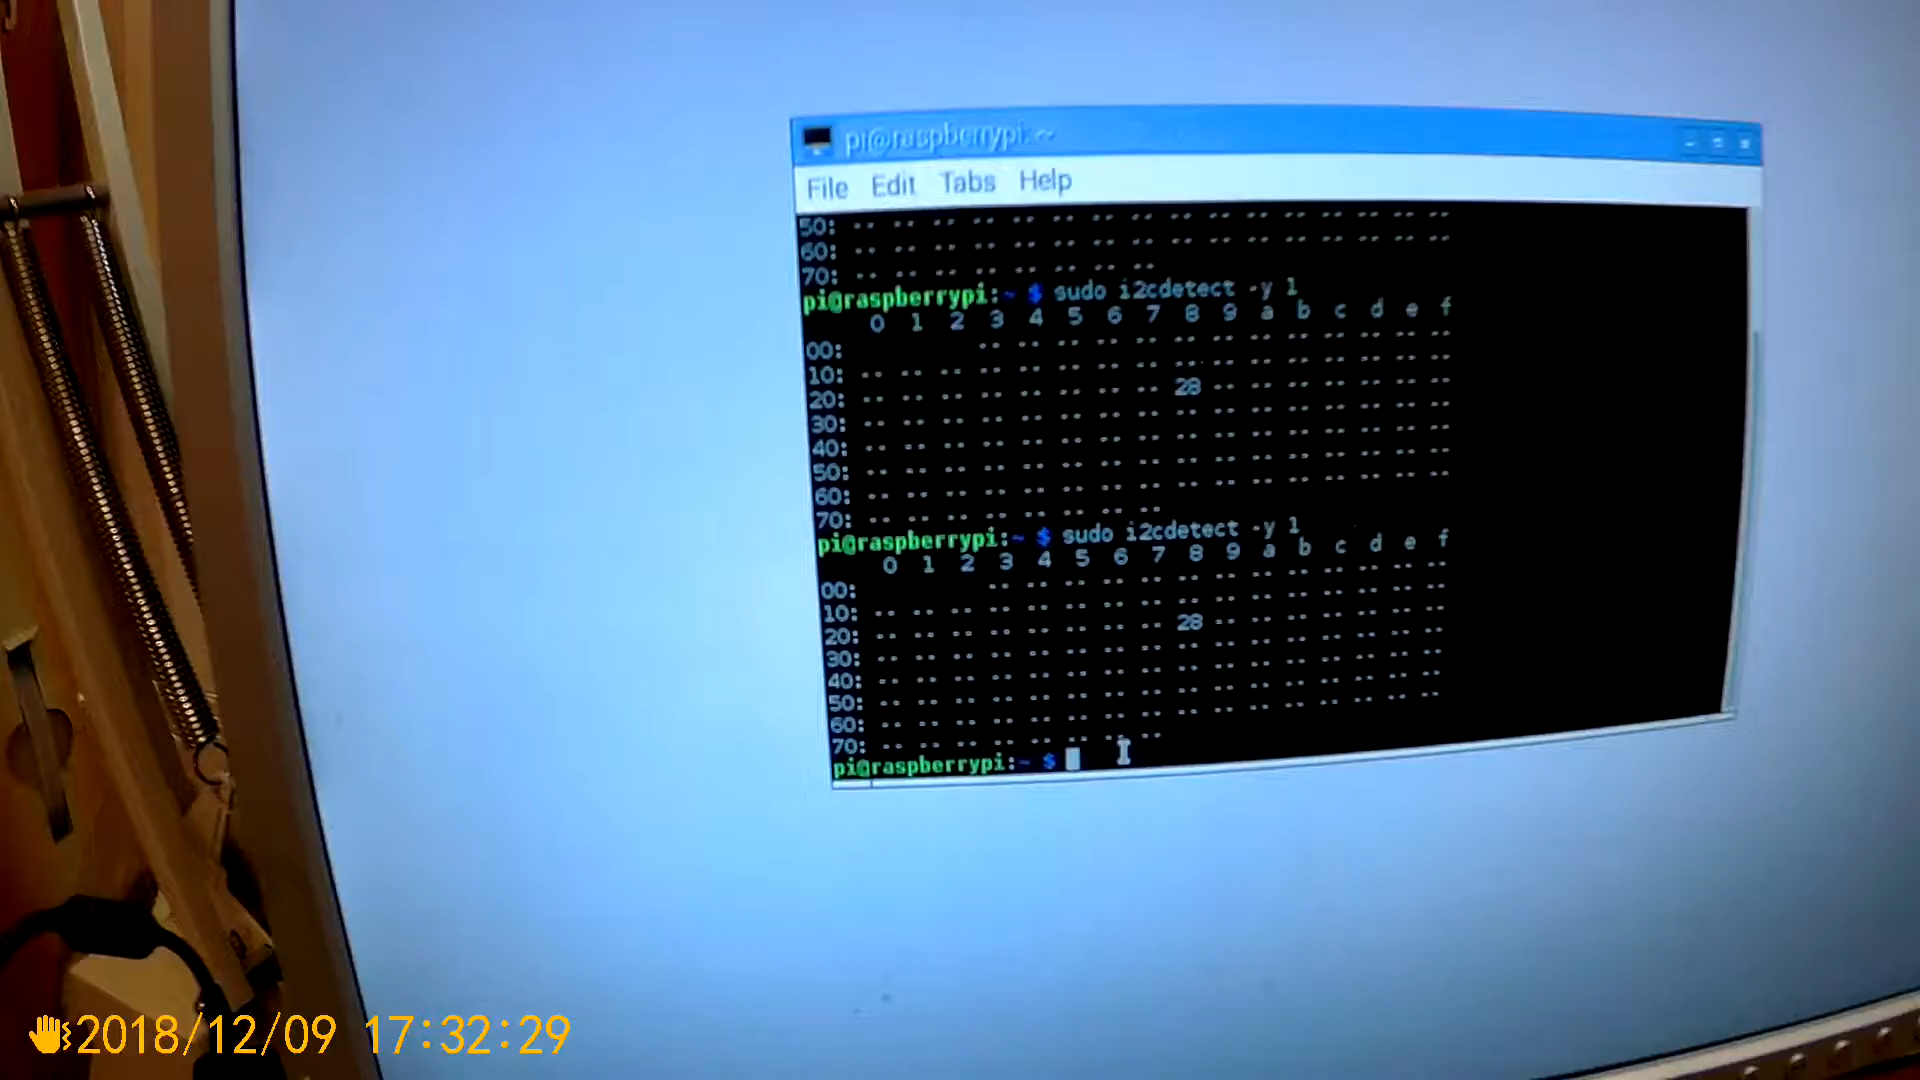 pi@raspberrypi: ~
File Edit Tabs Help
50: -- -- -- -- -- -- -- -- -- -- -- -- -- -- -- --
60: -- -- -- -- -- -- -- -- -- -- -- -- -- -- -- --
70: -- -- -- -- -- -- -- --
pi@raspberrypi:~ $ sudo i2cdetect -y 1
0 1 2 3 4 5 6 7 8 9 a b c d e f
00: -- -- -- -- -- -- -- -- -- -- -- -- --
10: -- -- -- -- -- -- -- -- -- -- -- -- -- -- -- --
20: -- -- -- -- -- -- -- -- 28 -- -- -- -- -- -- --
30: -- -- -- -- -- -- -- -- -- -- -- -- -- -- -- --
40: -- -- -- -- -- -- -- -- -- -- -- -- -- -- -- --
50: -- -- -- -- -- -- -- -- -- -- -- -- -- -- -- --
60: -- -- -- -- -- -- -- -- -- -- -- -- -- -- -- --
70: -- -- -- -- -- -- -- --
pi@raspberrypi:~ $ sudo i2cdetect -y 1
0 1 2 3 4 5 6 7 8 9 a b c d e f
00: -- -- -- -- -- -- -- -- -- -- -- -- --
10: -- -- -- -- -- -- -- -- -- -- -- -- -- -- -- --
20: -- -- -- -- -- -- -- -- 28 -- -- -- -- -- -- --
30: -- -- -- -- -- -- -- -- -- -- -- -- -- -- -- --
40: -- -- -- -- -- -- -- -- -- -- -- -- -- -- -- --
50: -- -- -- -- -- -- -- -- -- -- -- -- -- -- -- --
60: -- -- -- -- -- -- -- -- -- -- -- -- -- -- -- --
70: -- -- -- -- -- -- -- --
pi@raspberrypi:~ $
2018/12/09 17:32:29